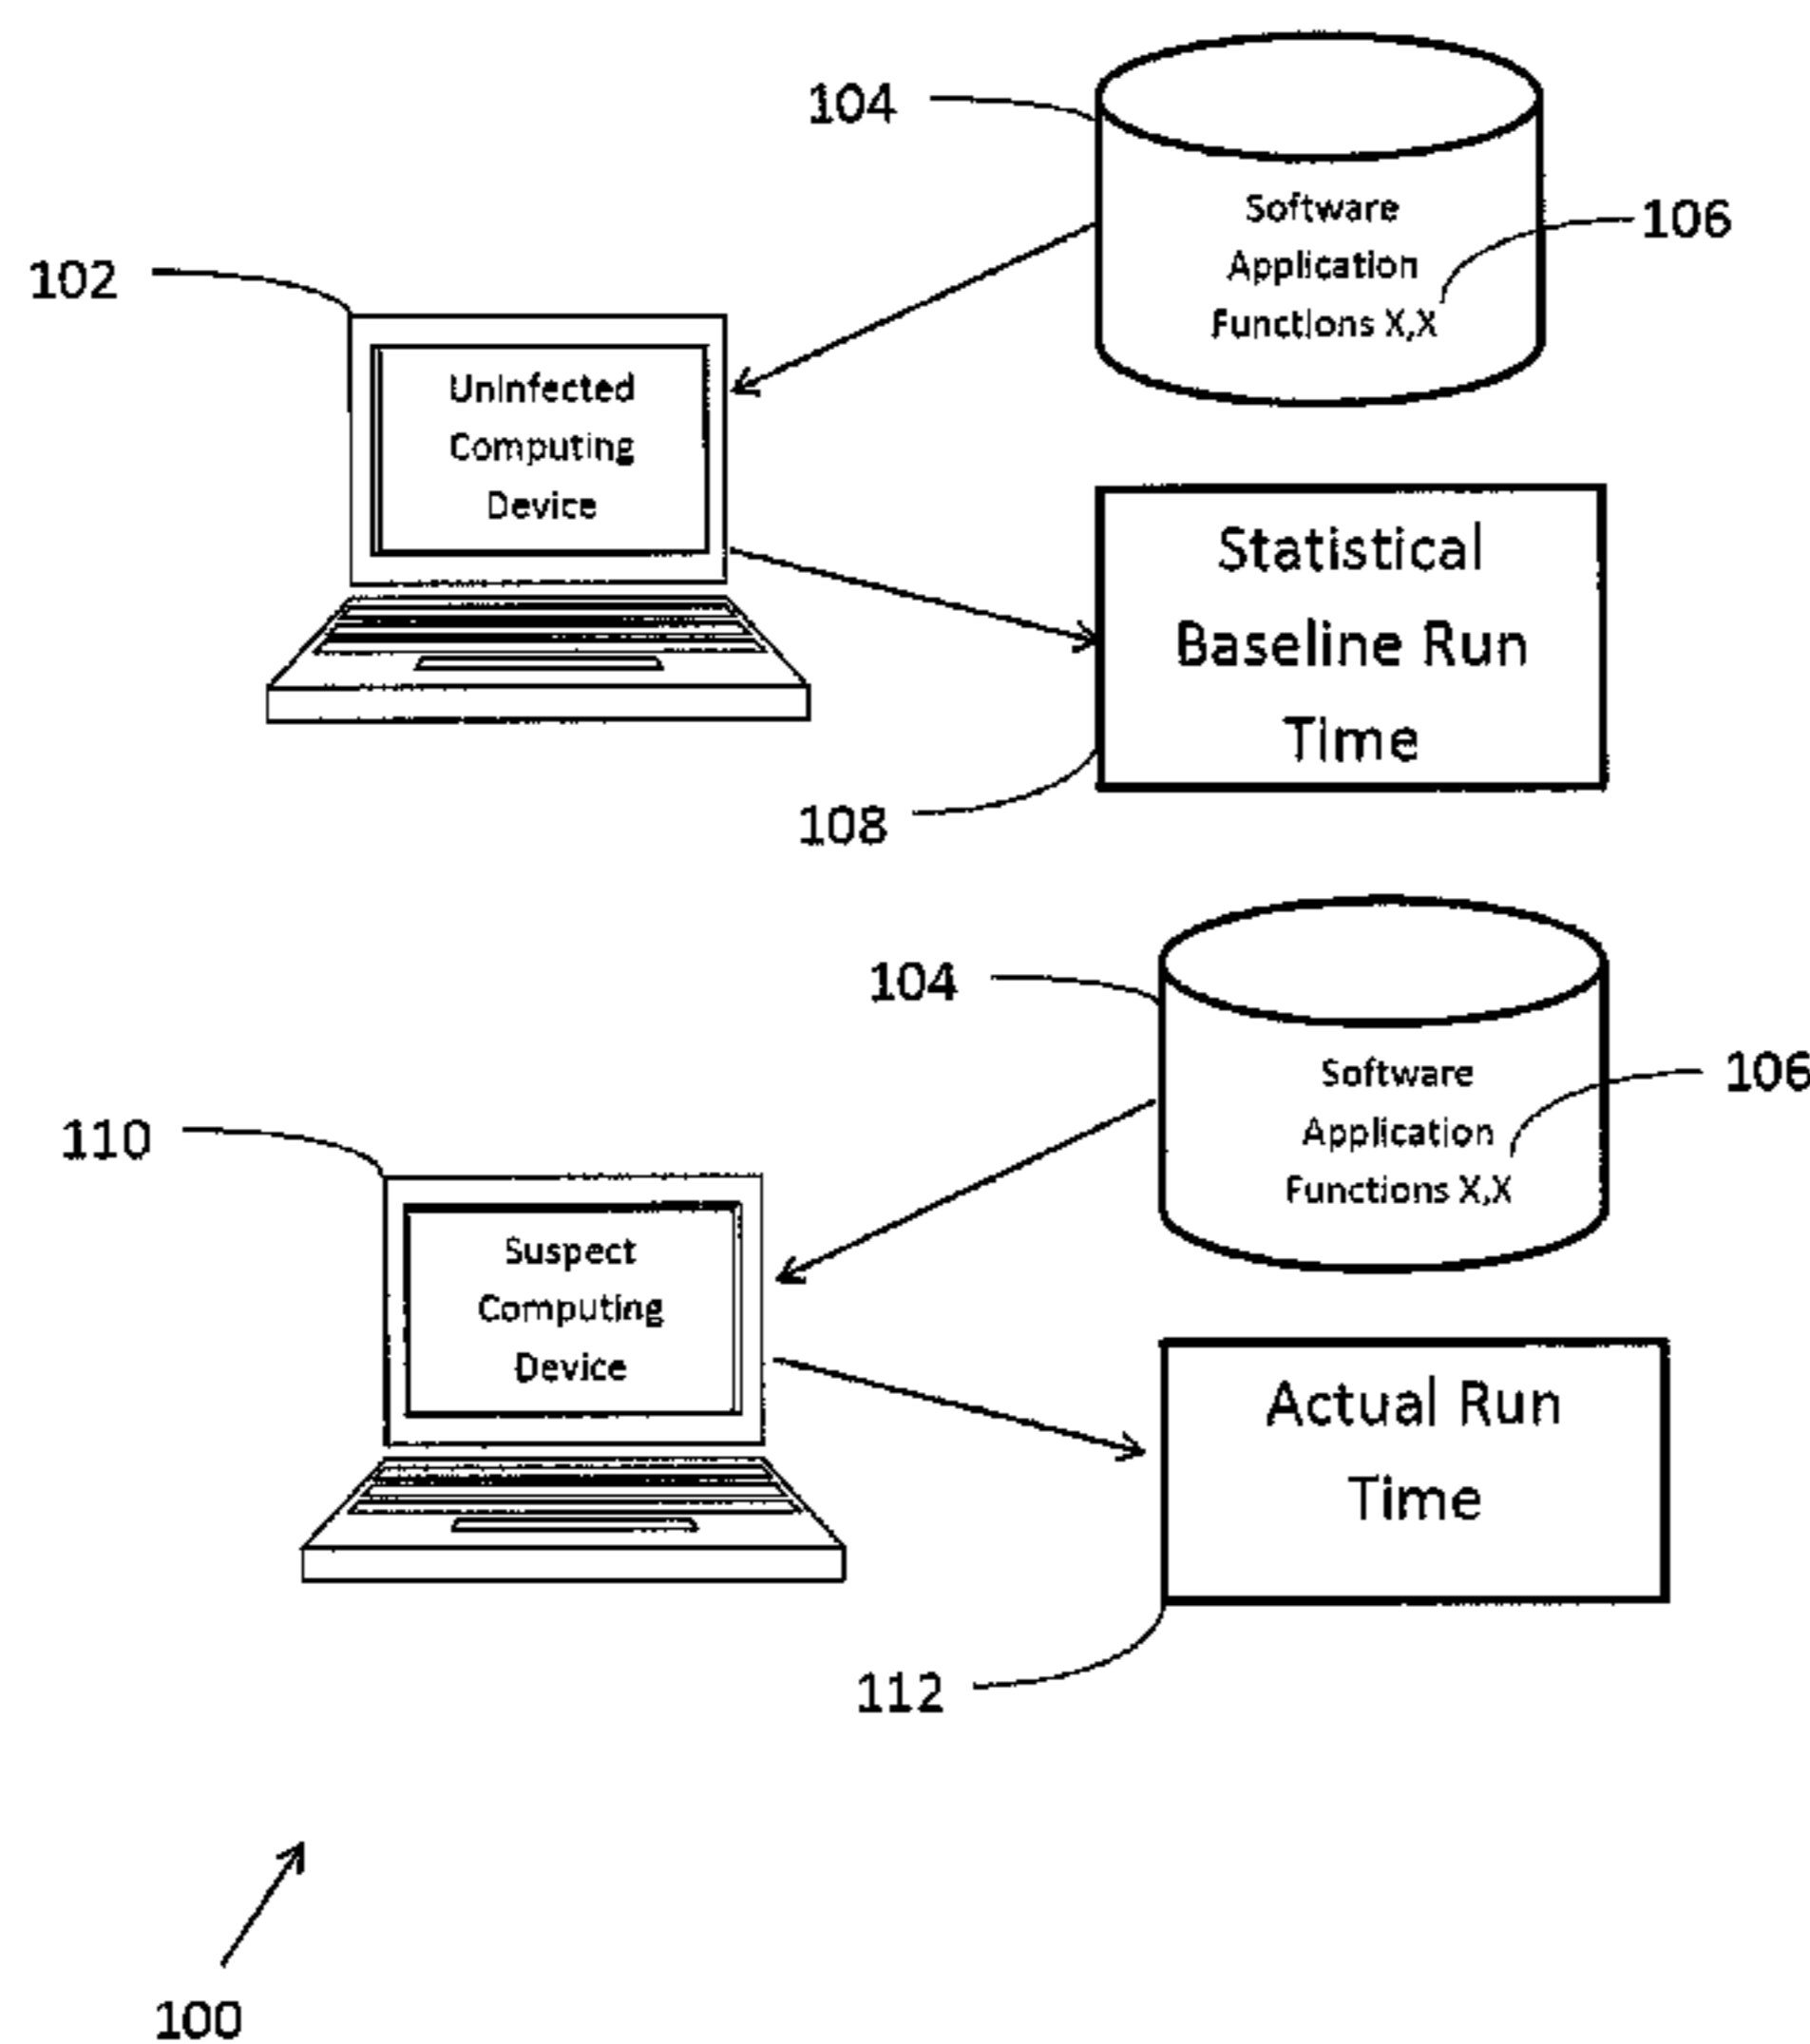 104
Software
Application
Functions X,X
106
102
Uninfected
Computing
Device
Statistical
Baseline Run
Time
108
104
Software
Application
Functions X,X
106
110
Suspect
Computing
Device
Actual Run
Time
112
100